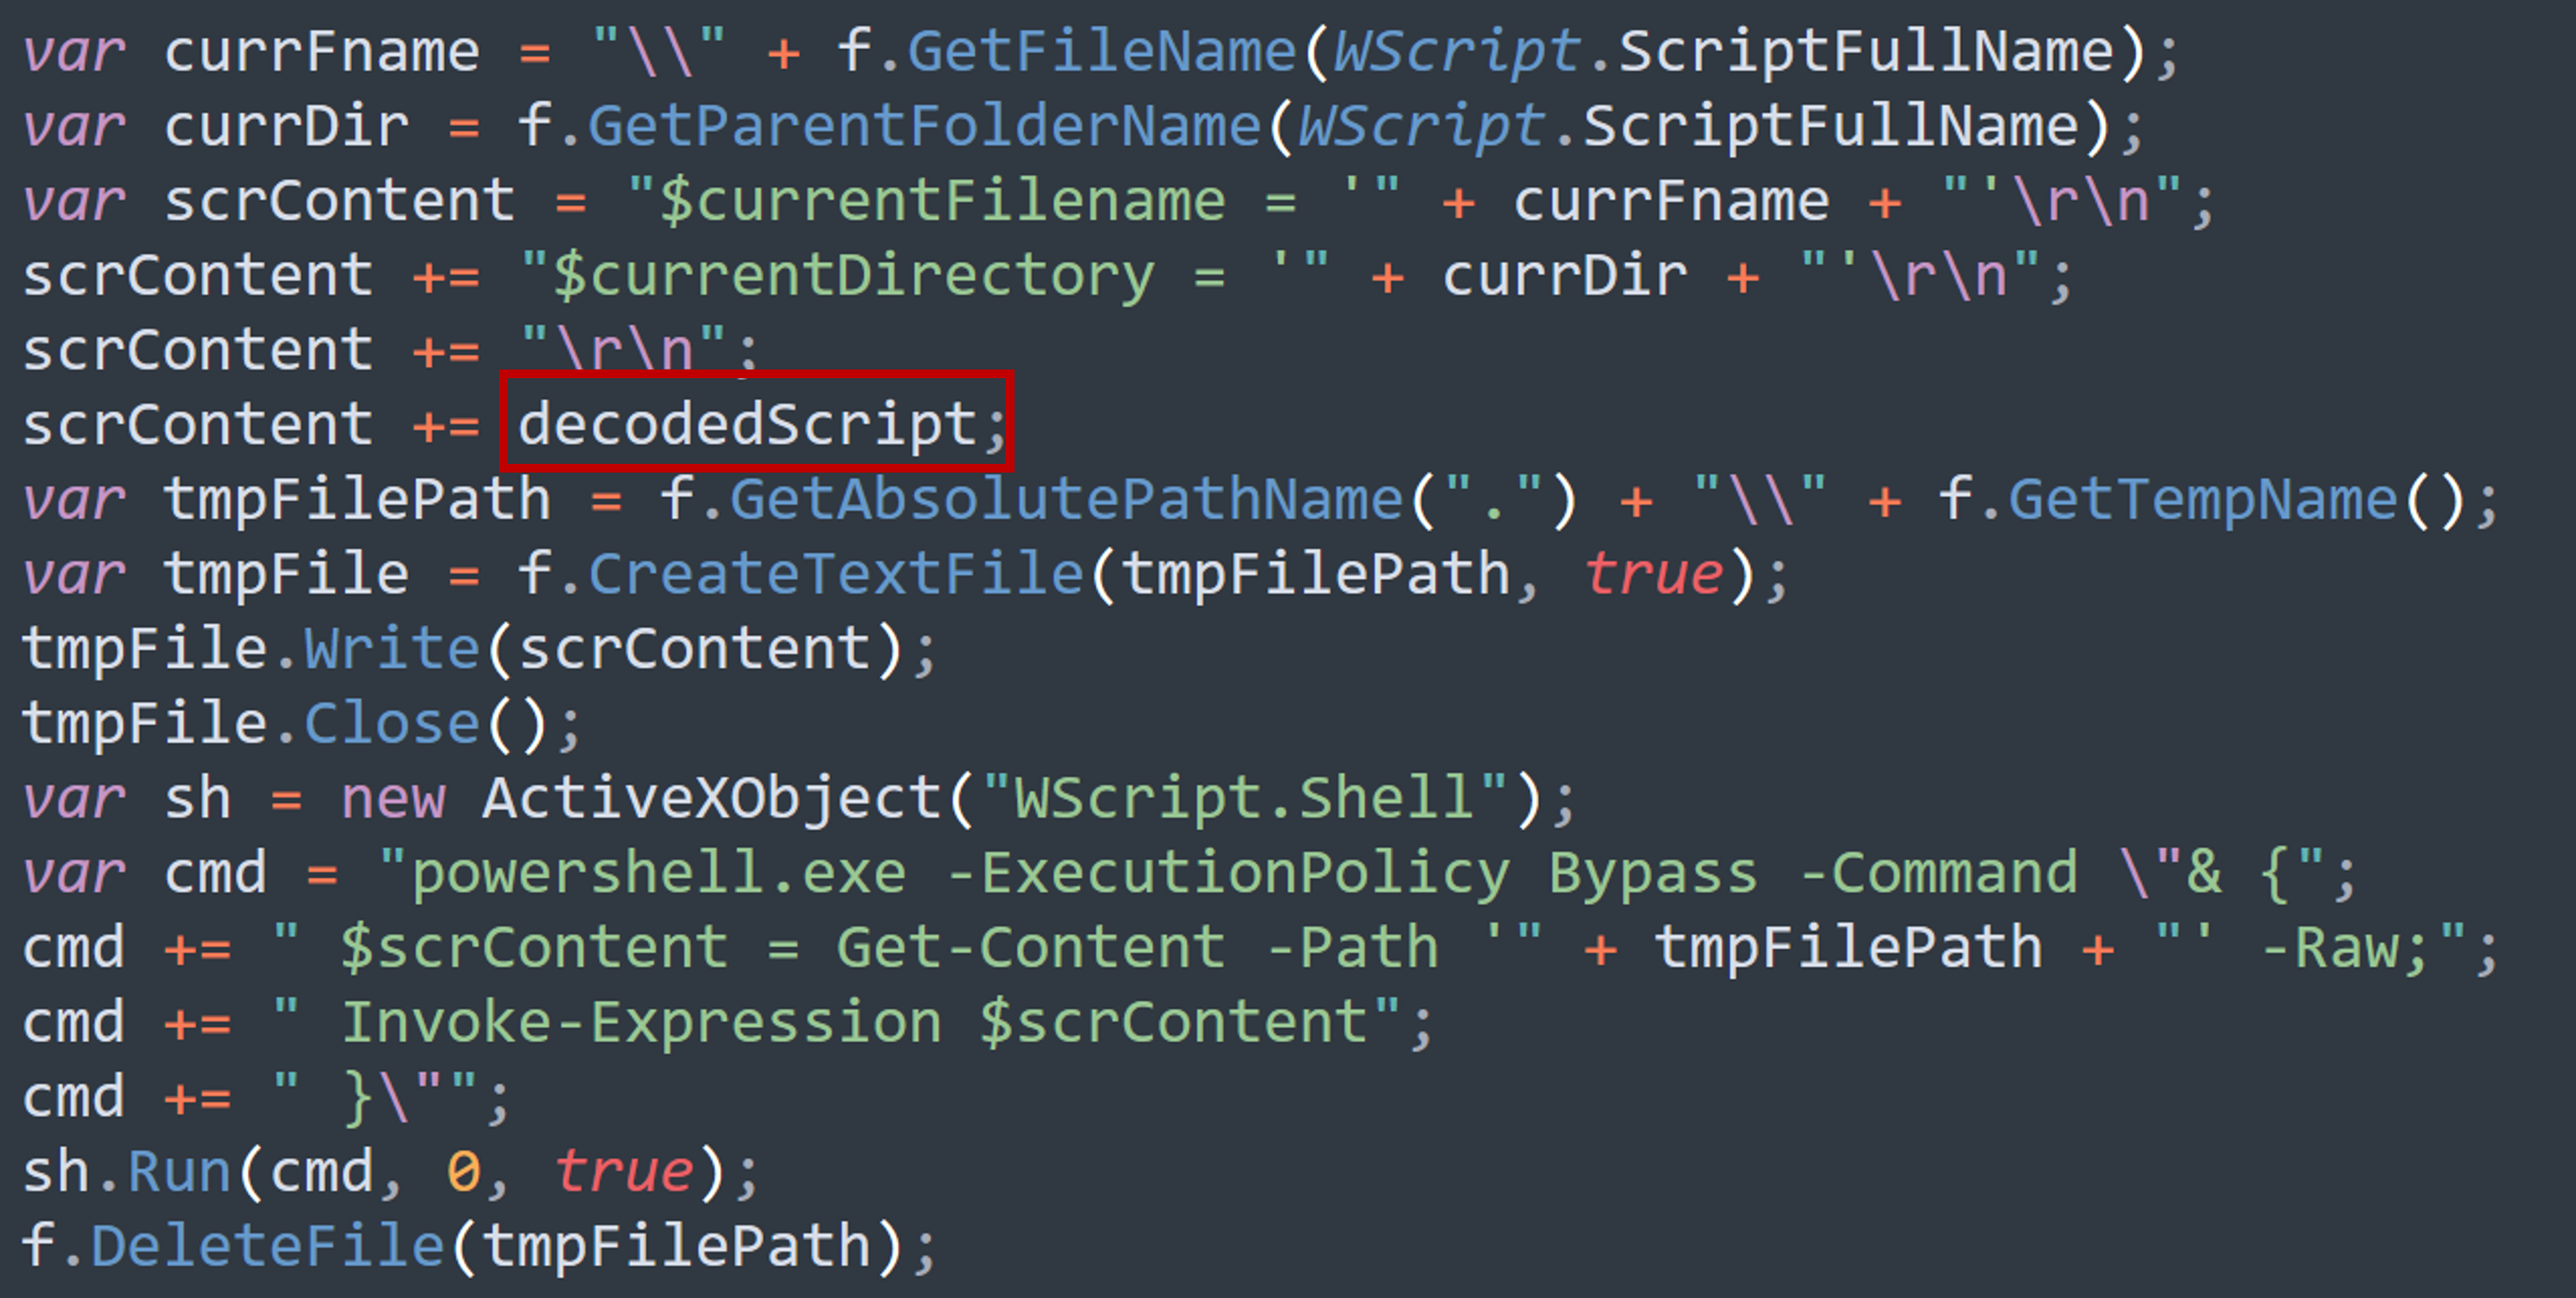 var currFname = "\\" + f.GetFileName(WScript.ScriptFullName);
var currDir = f.GetParentFolderName(WScript.ScriptFullName);
var scrContent = "$currentFilename = '" + currFname + "'\r\n";
scrContent += "$currentDirectory = '" + currDir + "'\r\n";
scrContent += "\r\n";
scrContent += decodedScript;
var tmpFilePath = f.GetAbsolutePathName(".") + "\\" + f.GetTempName();
var tmpFile = f.CreateTextFile(tmpFilePath, true);
tmpFile.Write(scrContent);
tmpFile.Close();
var sh = new ActiveXObject("WScript.Shell");
var cmd = "powershell.exe -ExecutionPolicy Bypass -Command \"& {";
cmd += " $scrContent = Get-Content -Path '" + tmpFilePath + "' -Raw;";
cmd += " Invoke-Expression $scrContent";
cmd += " }\"";
sh.Run(cmd, 0, true);
f.DeleteFile(tmpFilePath);